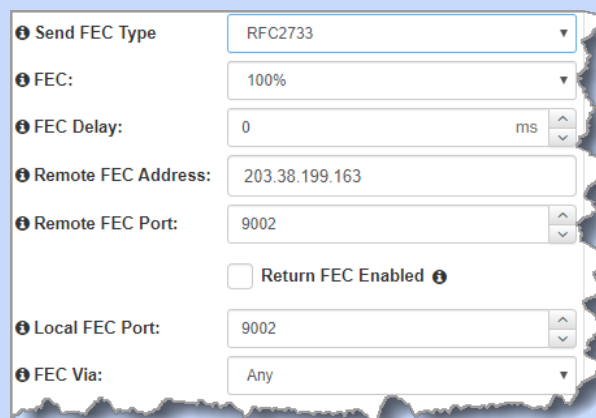 Send FEC Type RFC2733
FEC: 100%
FEC Delay: 0 ms
Remote FEC Address: 203.38.199.163
Remote FEC Port: 9002
Return FEC Enabled
Local FEC Port: 9002
FEC Via: Any